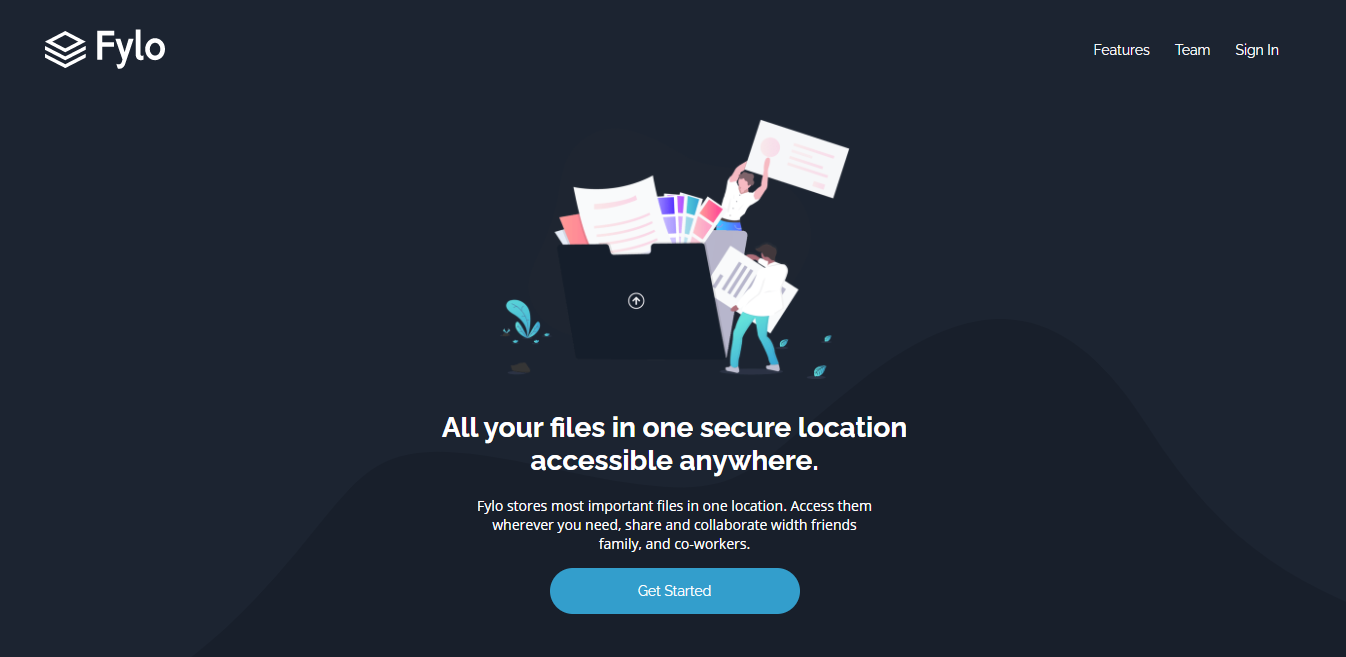 Fylo
Features Team Sign In
All your files in one secure location
accessible anywhere.
Fylo stores most important files in one location. Access them
wherever you need, share and collaborate width friends
family, and co-workers.
Get Started